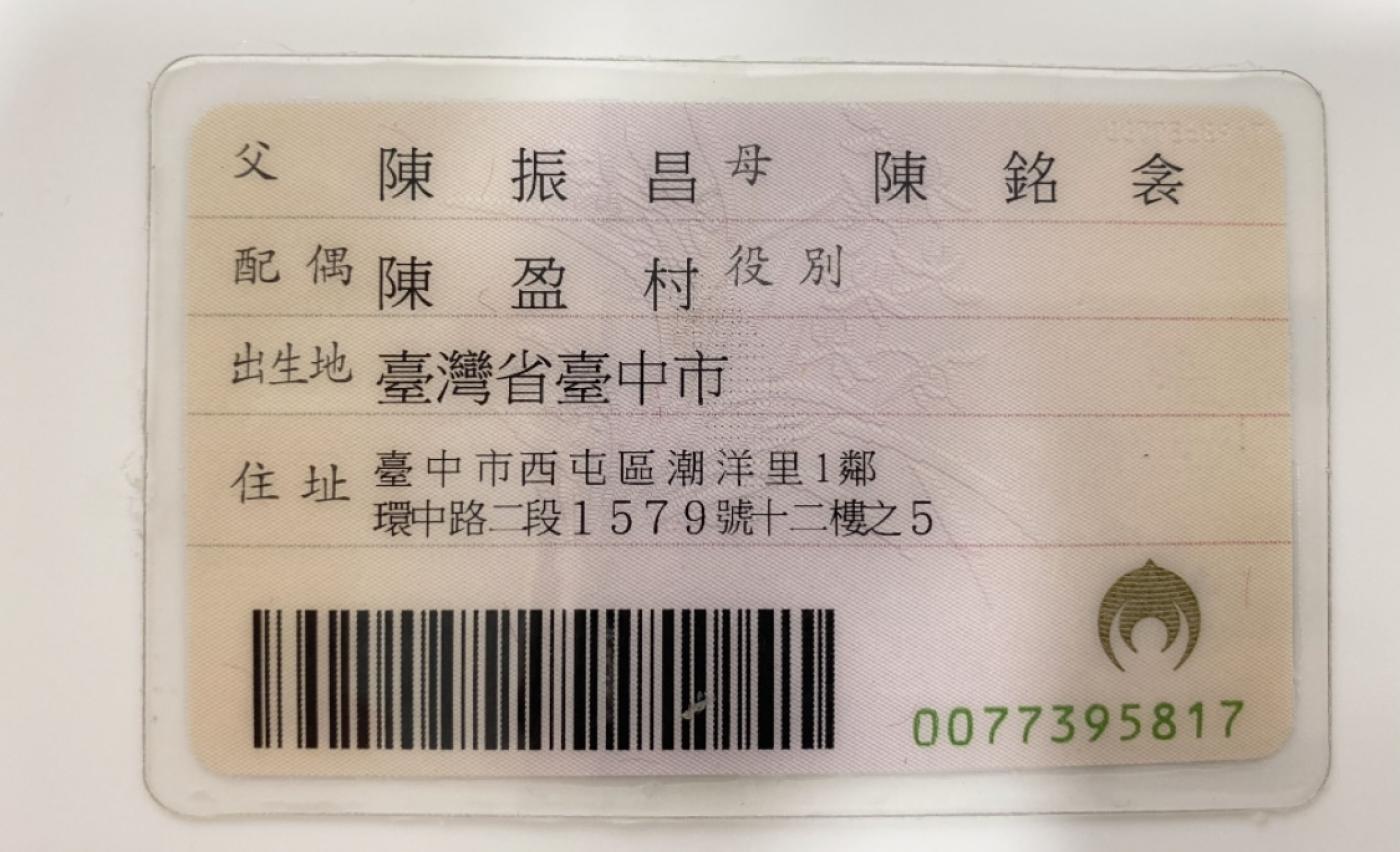 父 陳振昌 母 陳銘衾
配偶 陳盈村 役別
出生地 臺灣省臺中市
住址 臺中市西屯區潮洋里1鄰
環中路二段1579號十二樓之5
0077395817